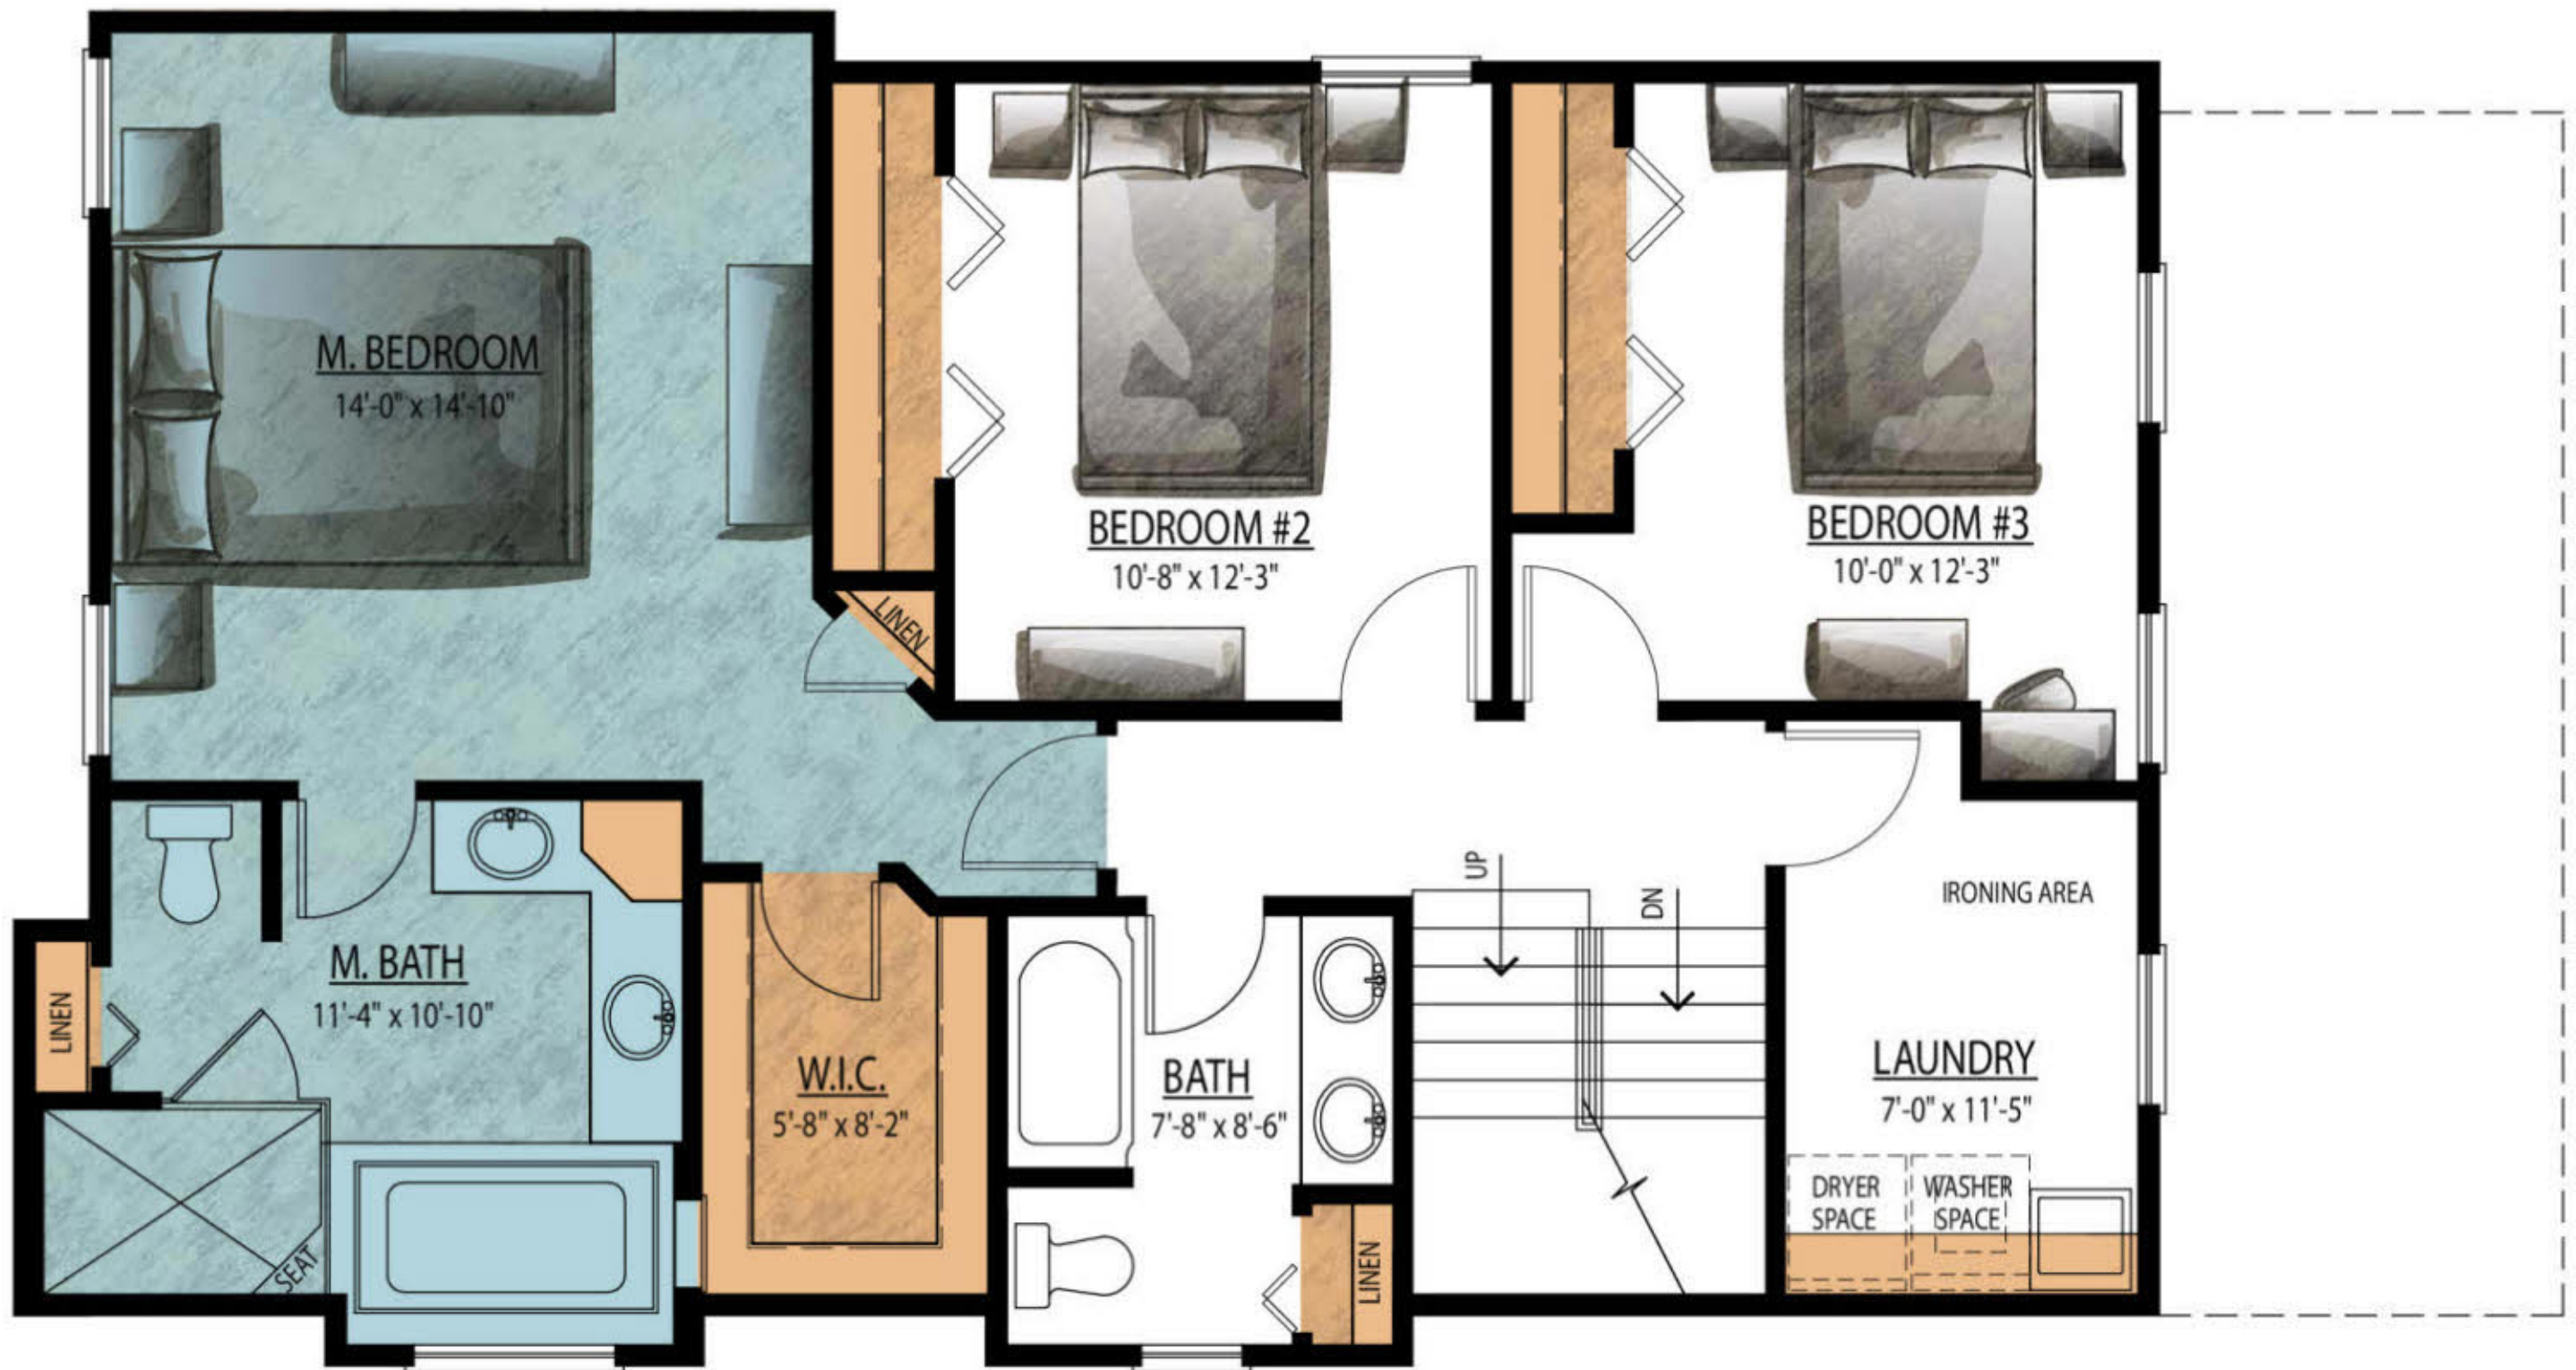 M. BEDROOM
14'-0" x 14'-10"
LINEN
BEDROOM #2
10'-8" x 12'-3"
BEDROOM #3
10'-0" x 12'-3"
M. BATH
11'-4" x 10'-10"
LINEN
SEAT
W.I.C.
5'-8" x 8'-2"
BATH
7'-8" x 8'-6"
LINEN
UP
DN
IRONING AREA
LAUNDRY
7'-0" x 11'-5"
DRYER
SPACE
WASHER
SPACE